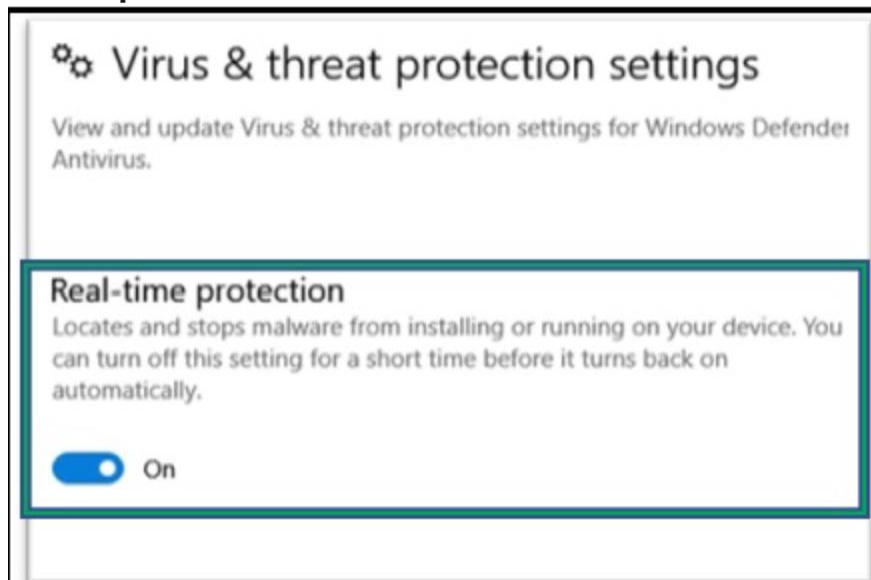 Virus & threat protection settings
View and update Virus & threat protection settings for Windows Defender
Antivirus.
Real-time protection
Locates and stops malware from installing or running on your device. You
can turn off this setting for a short time before it turns back on
automatically.
On